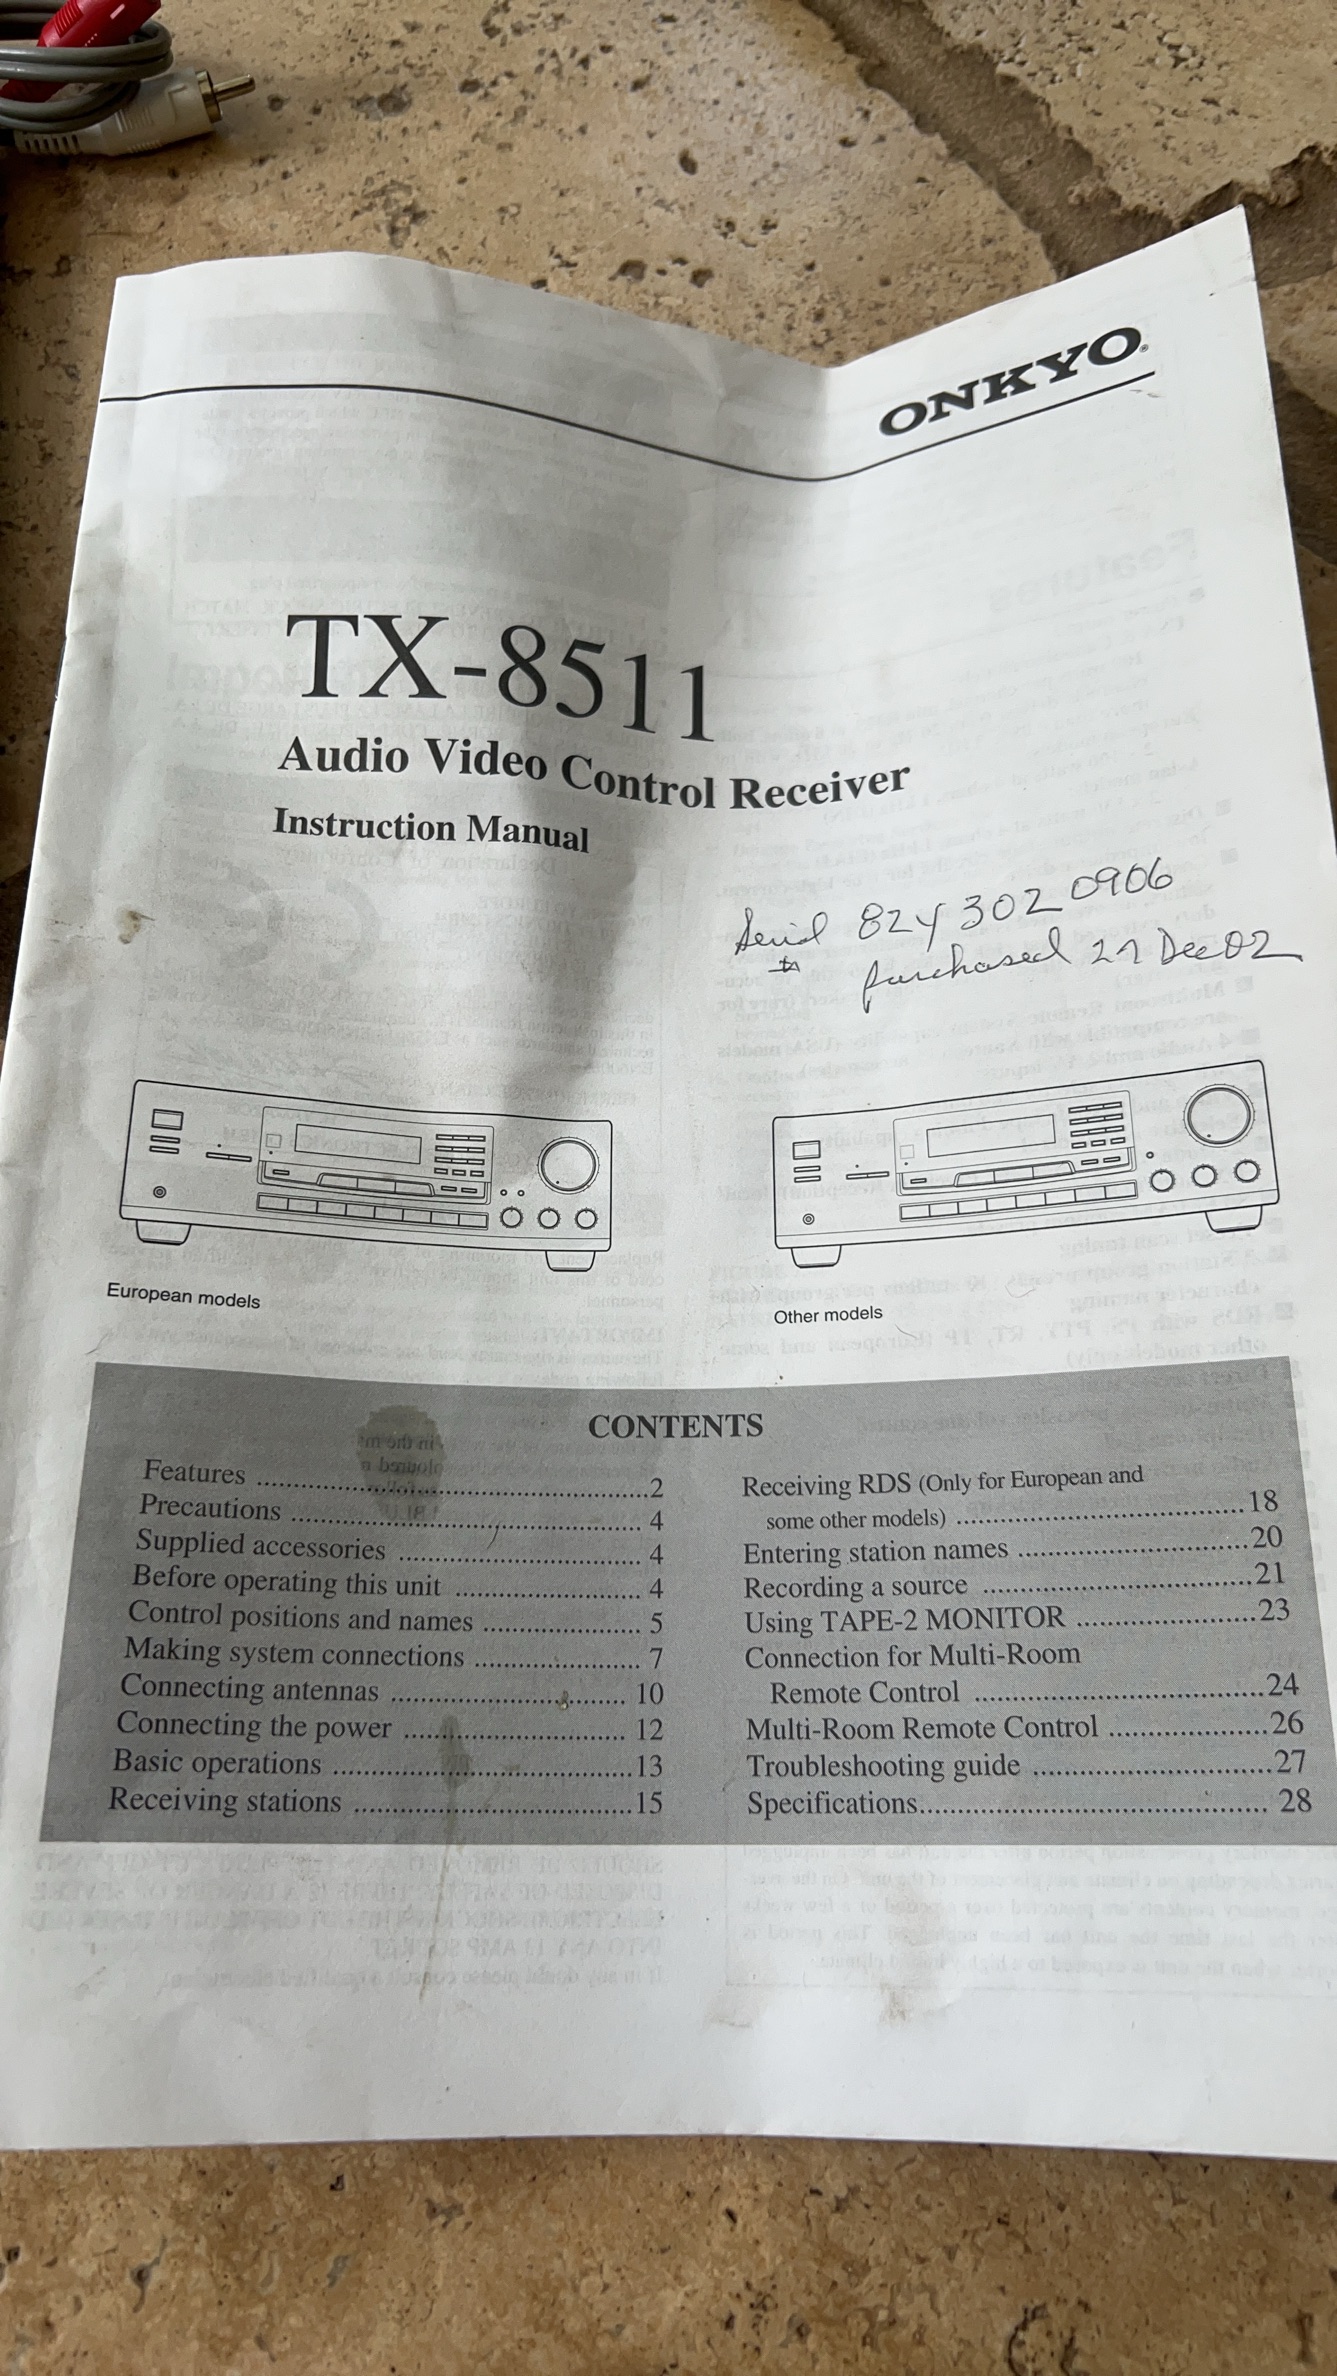 ONKYO®
TX-8511
Audio Video Control Receiver
Instruction Manual
Serial 82Y 302 0906
purchased 27 Dec 02
European models
Other models
CONTENTS
Features ..... 2
Precautions ..... 4
Supplied accessories ..... 4
Before operating this unit ..... 4
Control positions and names ..... 5
Making system connections ..... 7
Connecting antennas ..... 10
Connecting the power ..... 12
Basic operations ..... 13
Receiving stations ..... 15
Receiving RDS (Only for European and
some other models) ..... 18
Entering station names ..... 20
Recording a source ..... 21
Using TAPE-2 MONITOR ..... 23
Connection for Multi-Room
Remote Control ..... 24
Multi-Room Remote Control ..... 26
Troubleshooting guide ..... 27
Specifications ..... 28